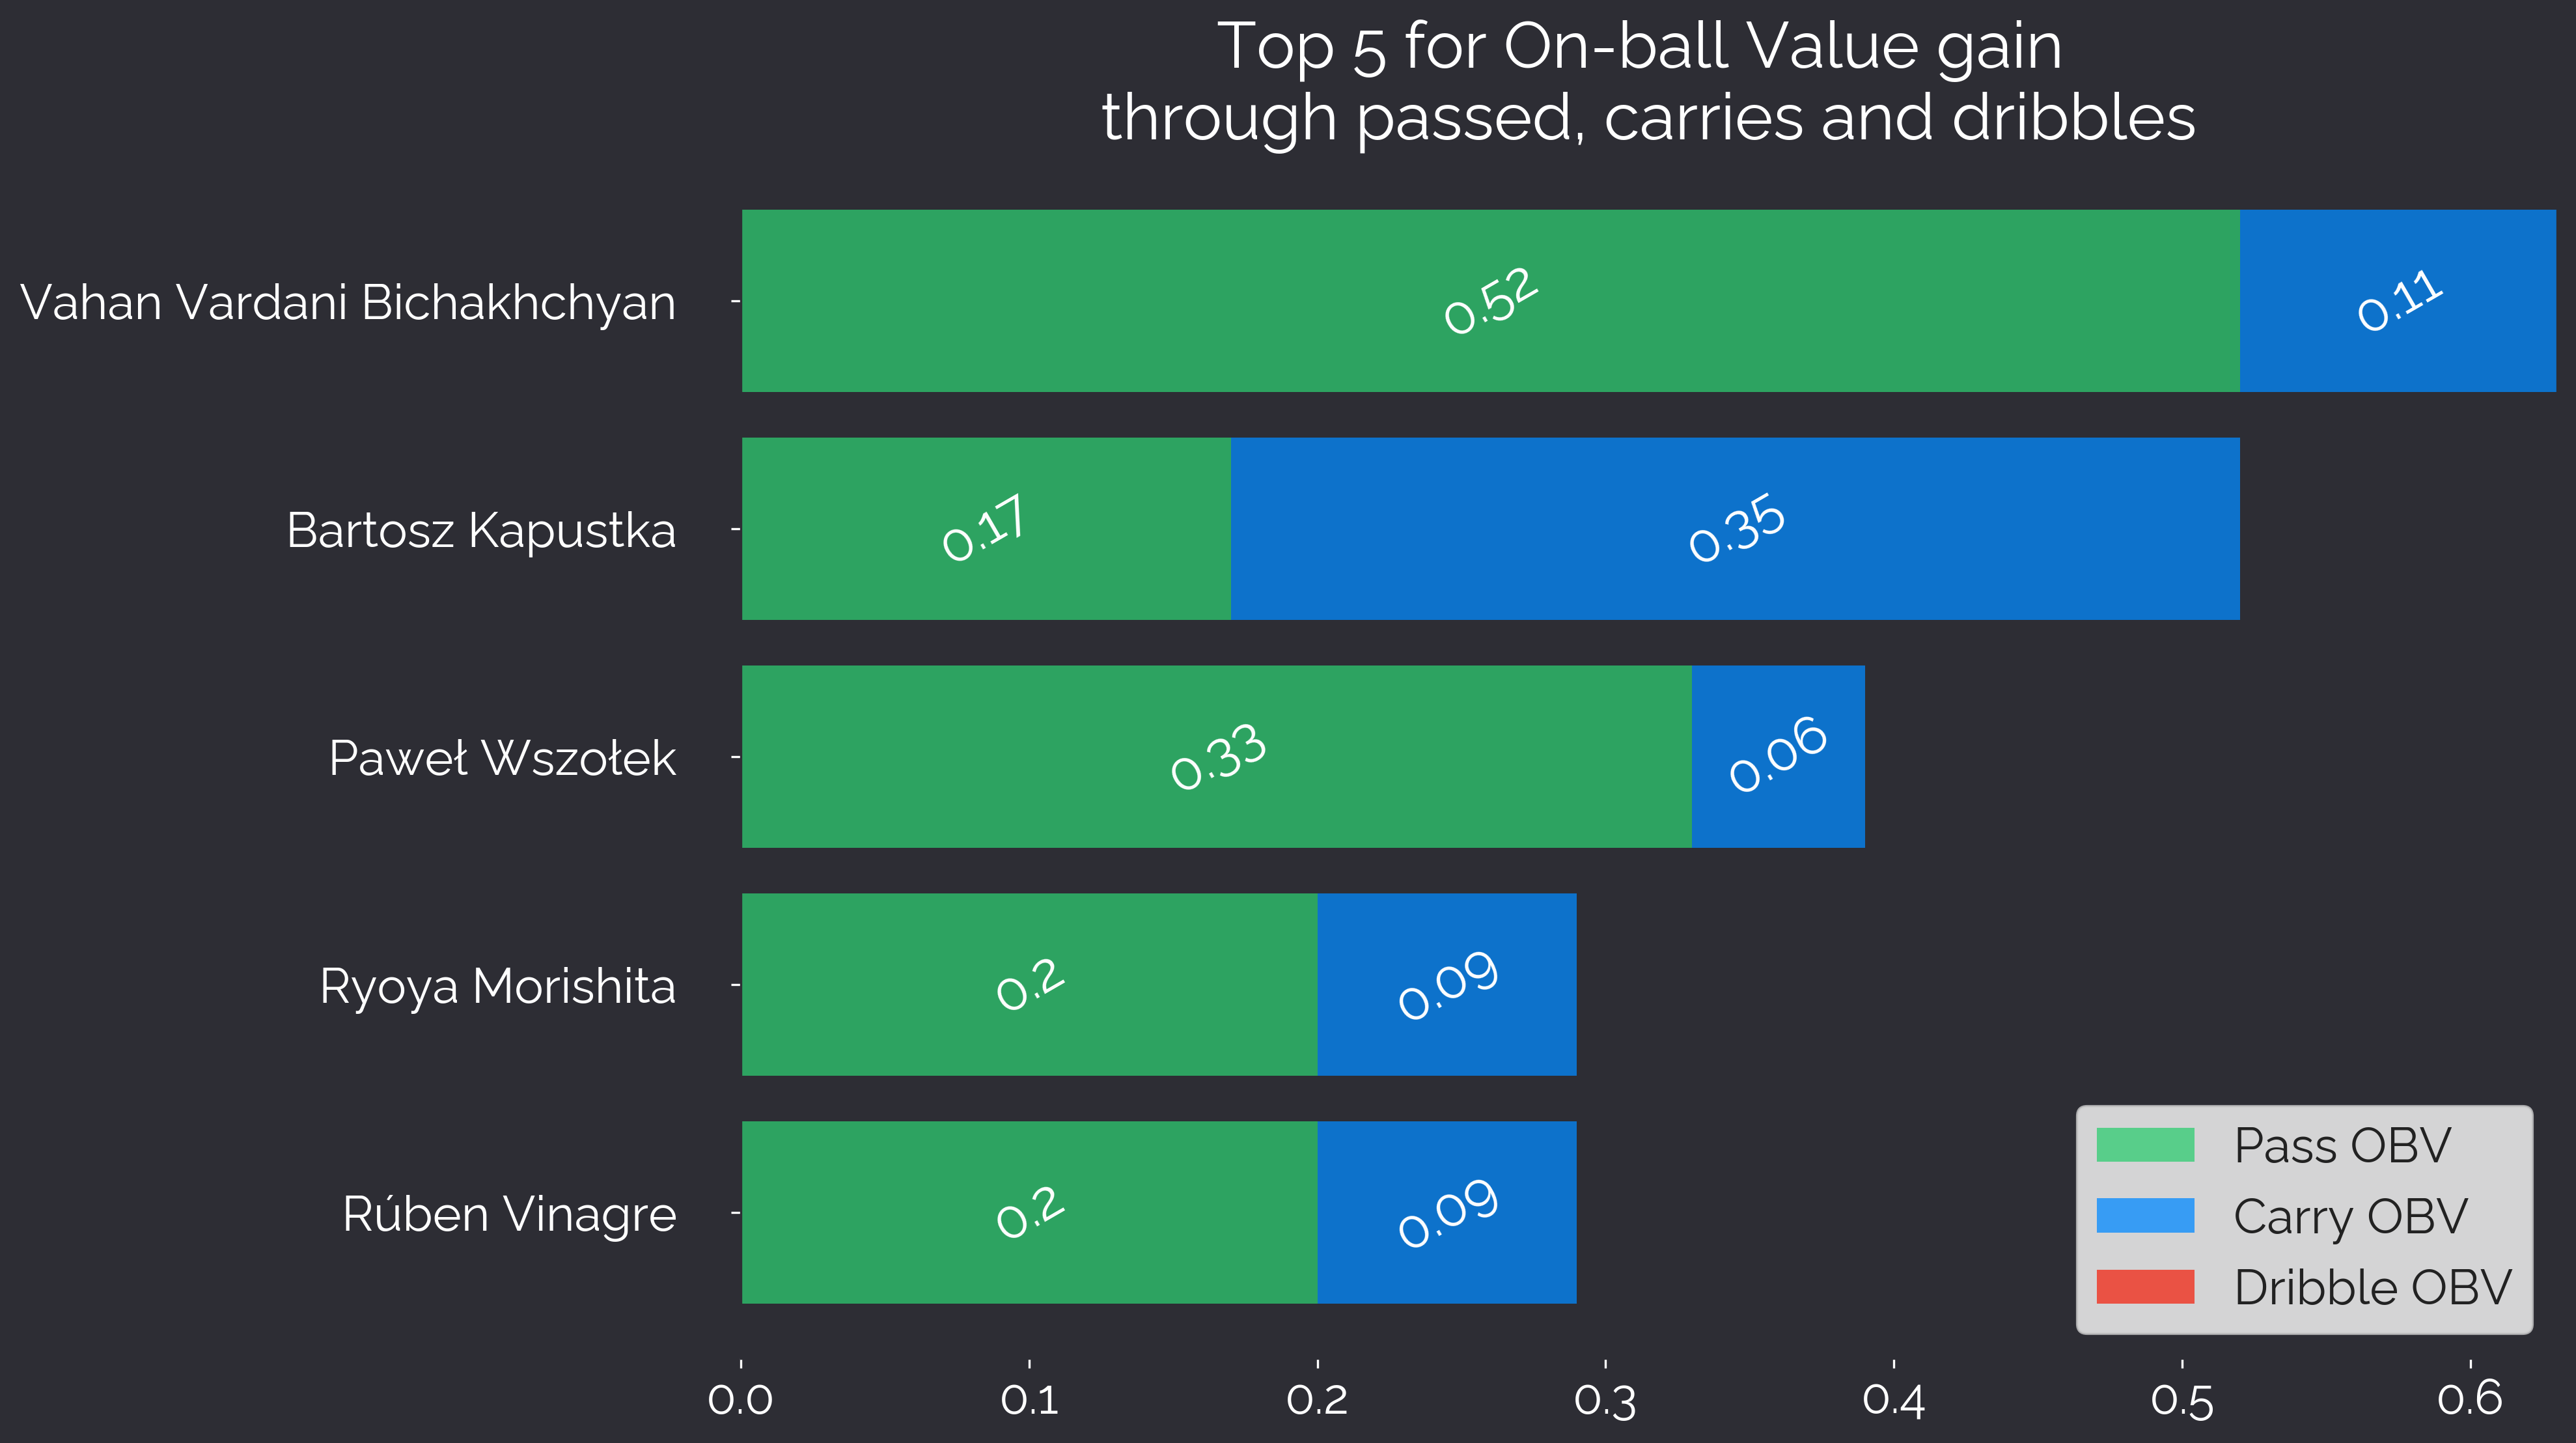 Top 5 for On-ball Value gain
through passed, carries and dribbles
Vahan Vardani Bichakhchyan
0.52
0.11
Bartosz Kapustka
0.17
0.35
Paweł Wszołek
0.33
0.06
Ryoya Morishita
0.2
0.09
Rúben Vinagre
0.2
0.09
Pass OBV
Carry OBV
Dribble OBV
0.0 0.1 0.2 0.3 0.4 0.5 0.6